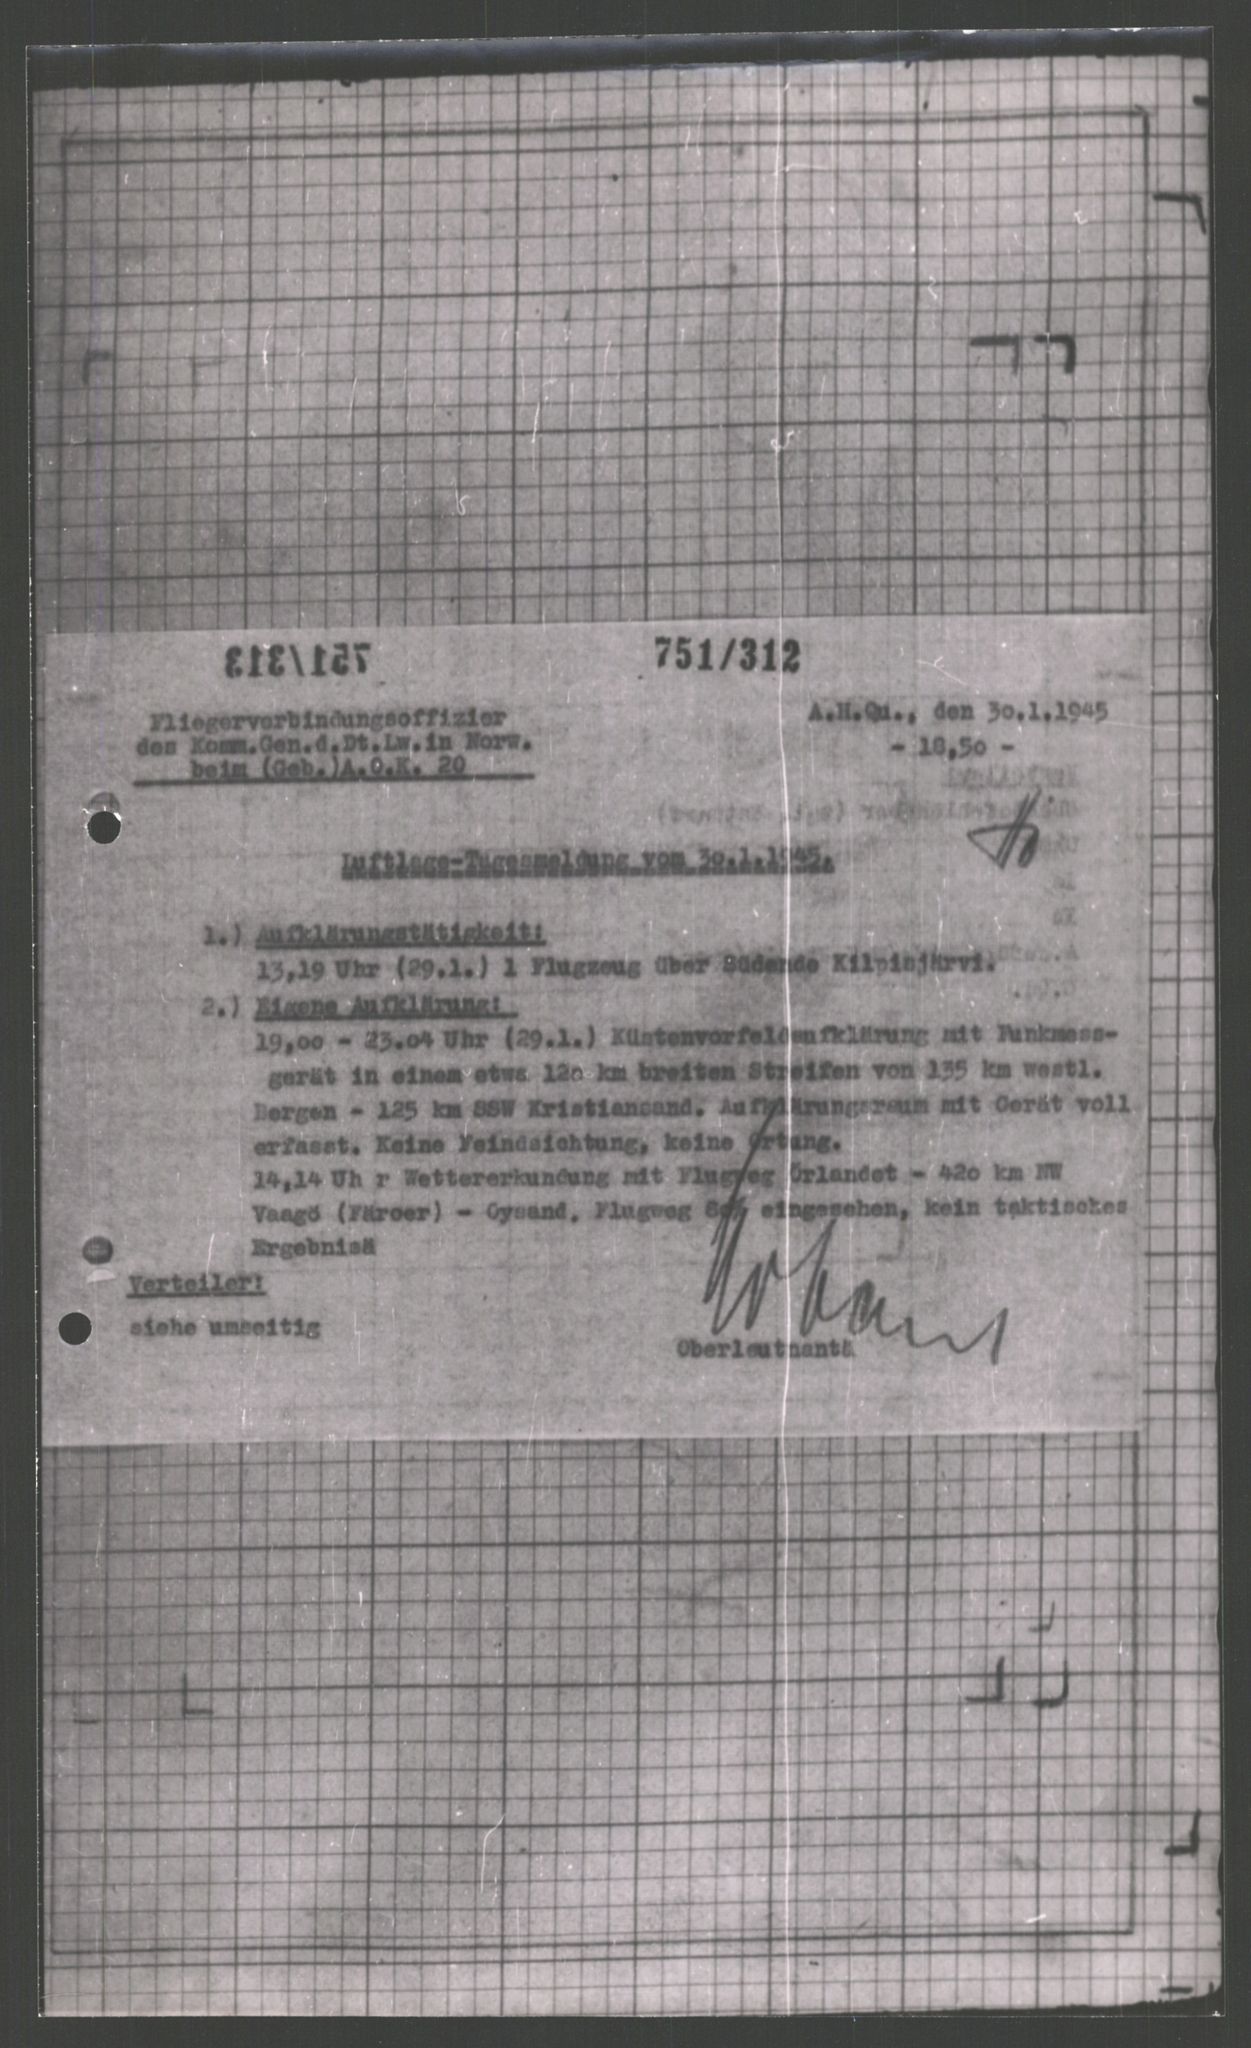 751/313
751/312
Fliegerverbindungsoffizier
des Komm.Gen.d.Dt.Lw.in Norw.
beim (Geb.)A.O.K. 20
A.H.Qu., den 30.1.1945
- 18,50 -
Luftlage-Tagesmeldung vom 30.1.1945.
1.) Aufklärungstätigkeit:
13,19 Uhr (29.1.) 1 Flugzeug über Südende Kilpisjärvi.
2.) Eigene Aufklärung:
19,00 - 23.04 Uhr (29.1.) Küstenvorfeldaufklärung mit Funkmess-
gerät in einem etwa 120 km breiten Streifen von 135 km westl.
Bergen - 125 km SSW Kristiansand. Aufklärungsraum mit Gerät voll
erfasst. Keine Feindsichtung, keine Ortung.
14,14 Uh r Wettererkundung mit Flugweg Örlandet - 420 km NW
Vaagö (Färoer) - Oysand, Flugweg eingesehen, kein taktisches
Ergebnisä
Verteiler:
siehe umseitig
Oberleutnantä